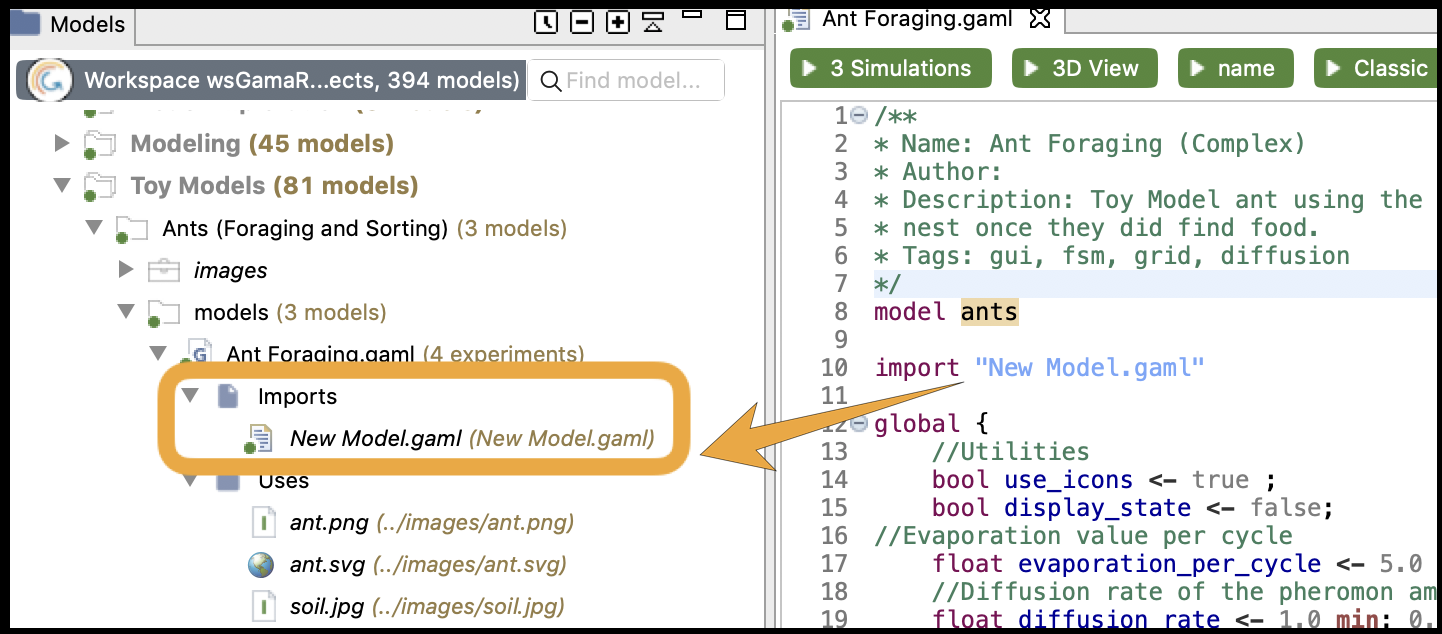 Models
Workspace wsGamaR...ects, 394 models)
Find model...
Modeling (45 models)
Toy Models (81 models)
Ants (Foraging and Sorting) (3 models)
images
models (3 models)
Ant Foraging.gaml (4 experiments)
Imports
New Model.gaml (New Model.gaml)
Uses
ant.png (../images/ant.png)
ant.svg (../images/ant.svg)
soil.jpg (../images/soil.jpg)
Ant Foraging.gaml
3 Simulations
3D View
name
Classic
1 /**
2 * Name: Ant Foraging (Complex)
3 * Author:
4 * Description: Toy Model ant using the
5 * nest once they did find food.
6 * Tags: gui, fsm, grid, diffusion
7 */
8 model ants
9
10 import "New Model.gaml"
11
12 global {
13 //Utilities
14 bool use_icons <- true ;
15 bool display_state <- false;
16 //Evaporation value per cycle
17 float evaporation_per_cycle <- 5.0
18 //Diffusion rate of the pheromon am
19 float diffusion_rate <- 1.0 min: 0.